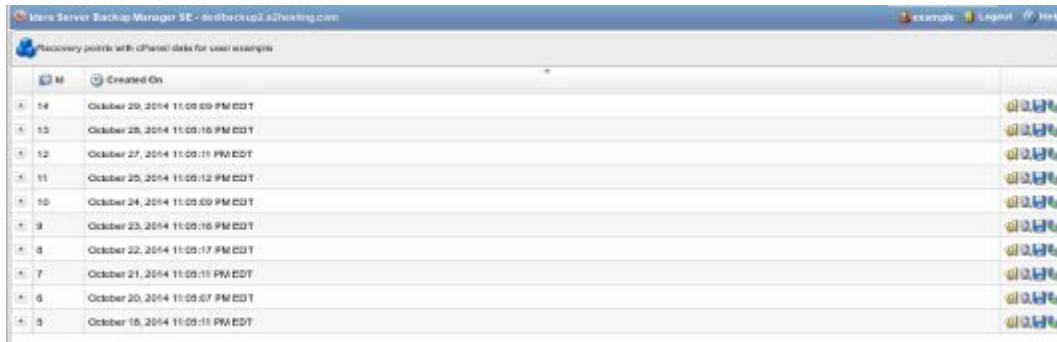 Idera Server Backup Manager SE - dedbackup2.a2hosting.com example Logout Help
Recovery points with cPanel data for user example
Id Created On
14 October 29, 2014 11:05:09 PM EDT
13 October 28, 2014 11:05:16 PM EDT
12 October 27, 2014 11:05:11 PM EDT
11 October 25, 2014 11:05:12 PM EDT
10 October 24, 2014 11:05:09 PM EDT
9 October 23, 2014 11:05:16 PM EDT
8 October 22, 2014 11:05:17 PM EDT
7 October 21, 2014 11:05:11 PM EDT
6 October 20, 2014 11:05:07 PM EDT
5 October 18, 2014 11:05:11 PM EDT